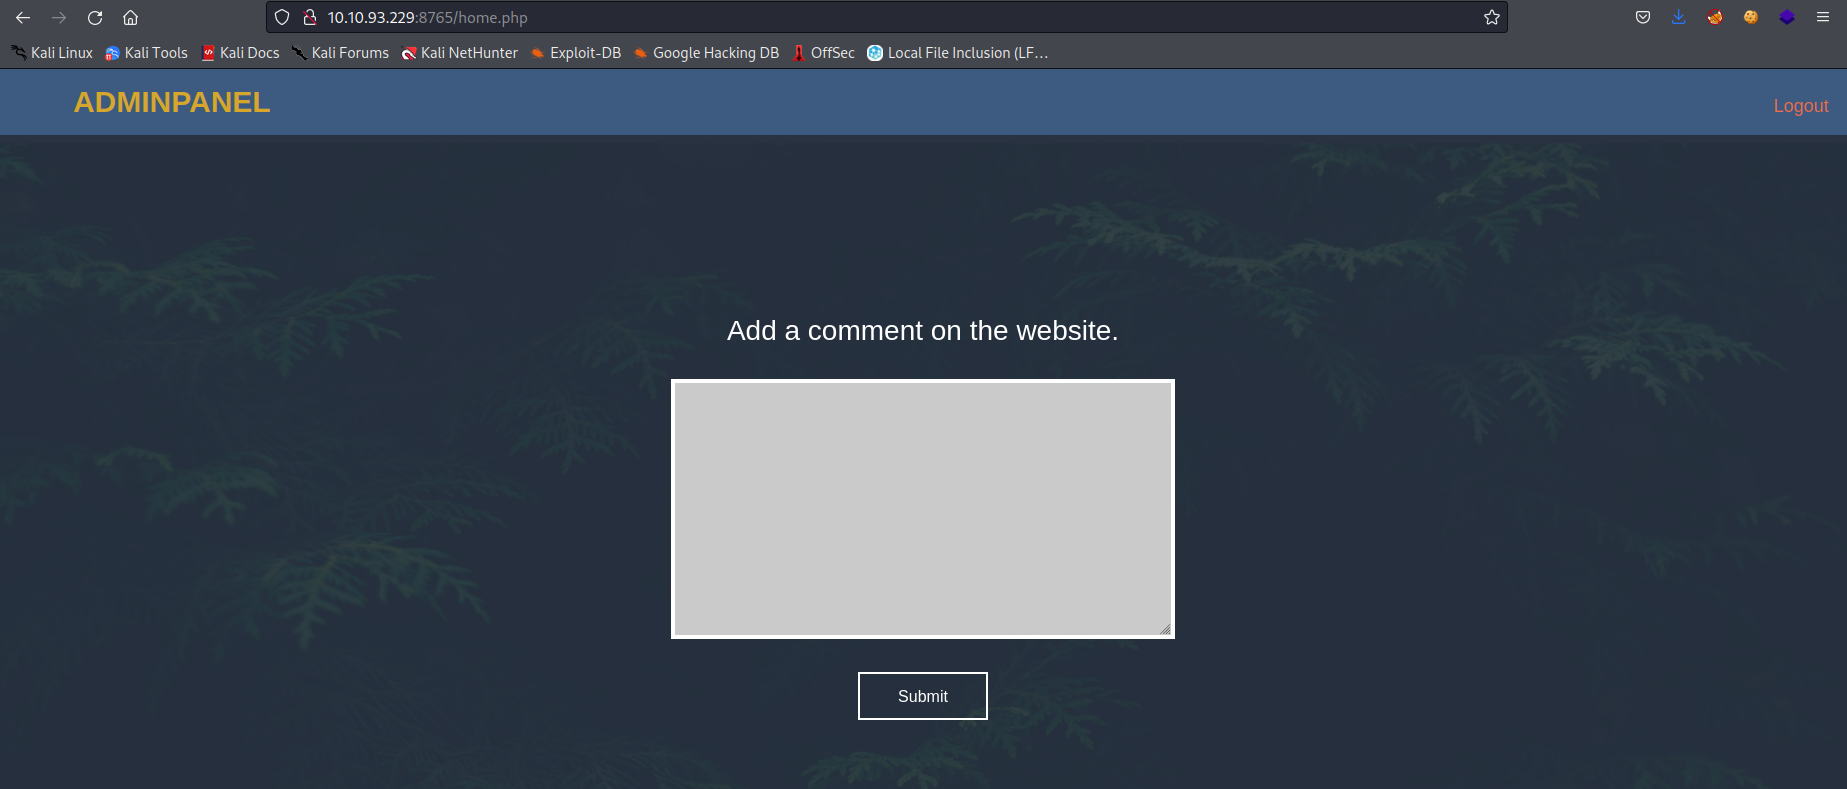 10.10.93.229:8765/home.php
Kali Linux Kali Tools Kali Docs Kali Forums Kali NetHunter Exploit-DB Google Hacking DB OffSec Local File Inclusion (LF…
ADMINPANEL Logout
Add a comment on the website.
Submit